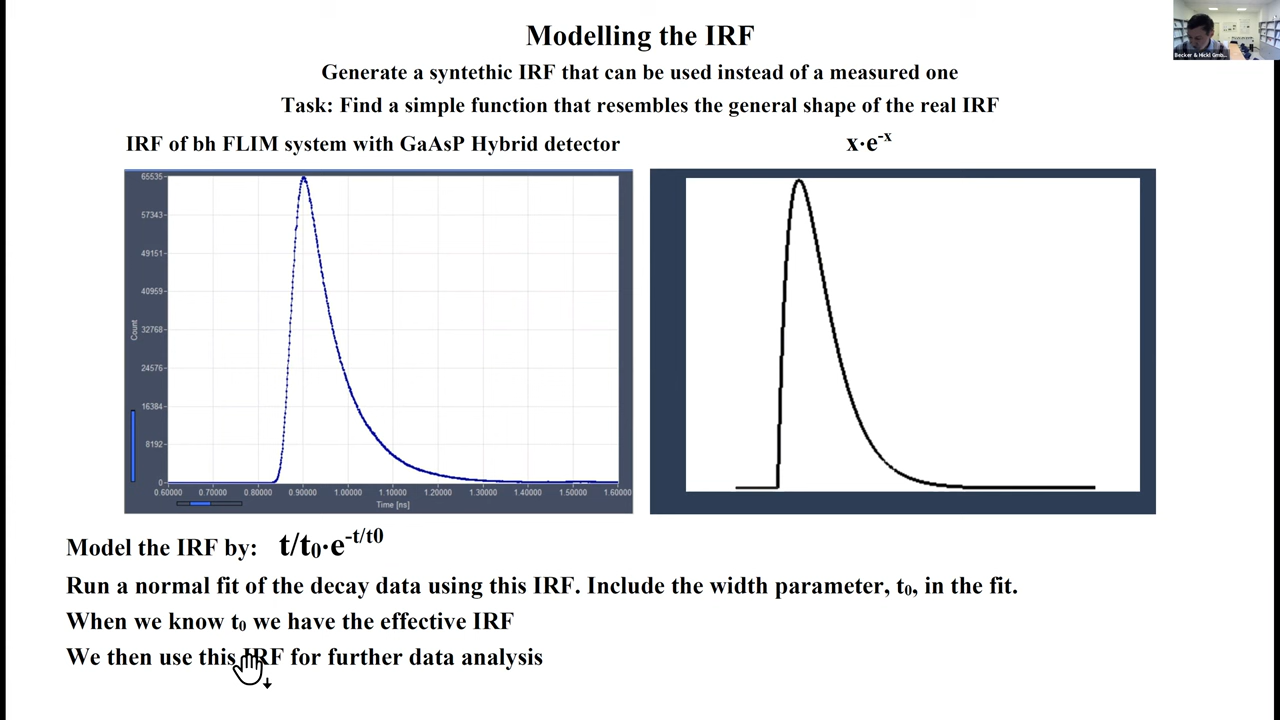 Modelling the IRF
Becker & Hickl Gmb...
Generate a syntethic IRF that can be used instead of a measured one
Task: Find a simple function that resembles the general shape of the real IRF
IRF of bh FLIM system with GaAsP Hybrid detector
x·e⁻ˣ
65535
57343
49151
40959
32768
24576
16384
8192
0
Count
0.60000 0.70000 0.80000 0.90000 1.00000 1.10000 1.20000 1.30000 1.40000 1.50000 1.60000
Time [ns]
Model the IRF by: t/t₀·e^-t/t0
Run a normal fit of the decay data using this IRF. Include the width parameter, t₀, in the fit.
When we know t₀ we have the effective IRF
We then use this IRF for further data analysis